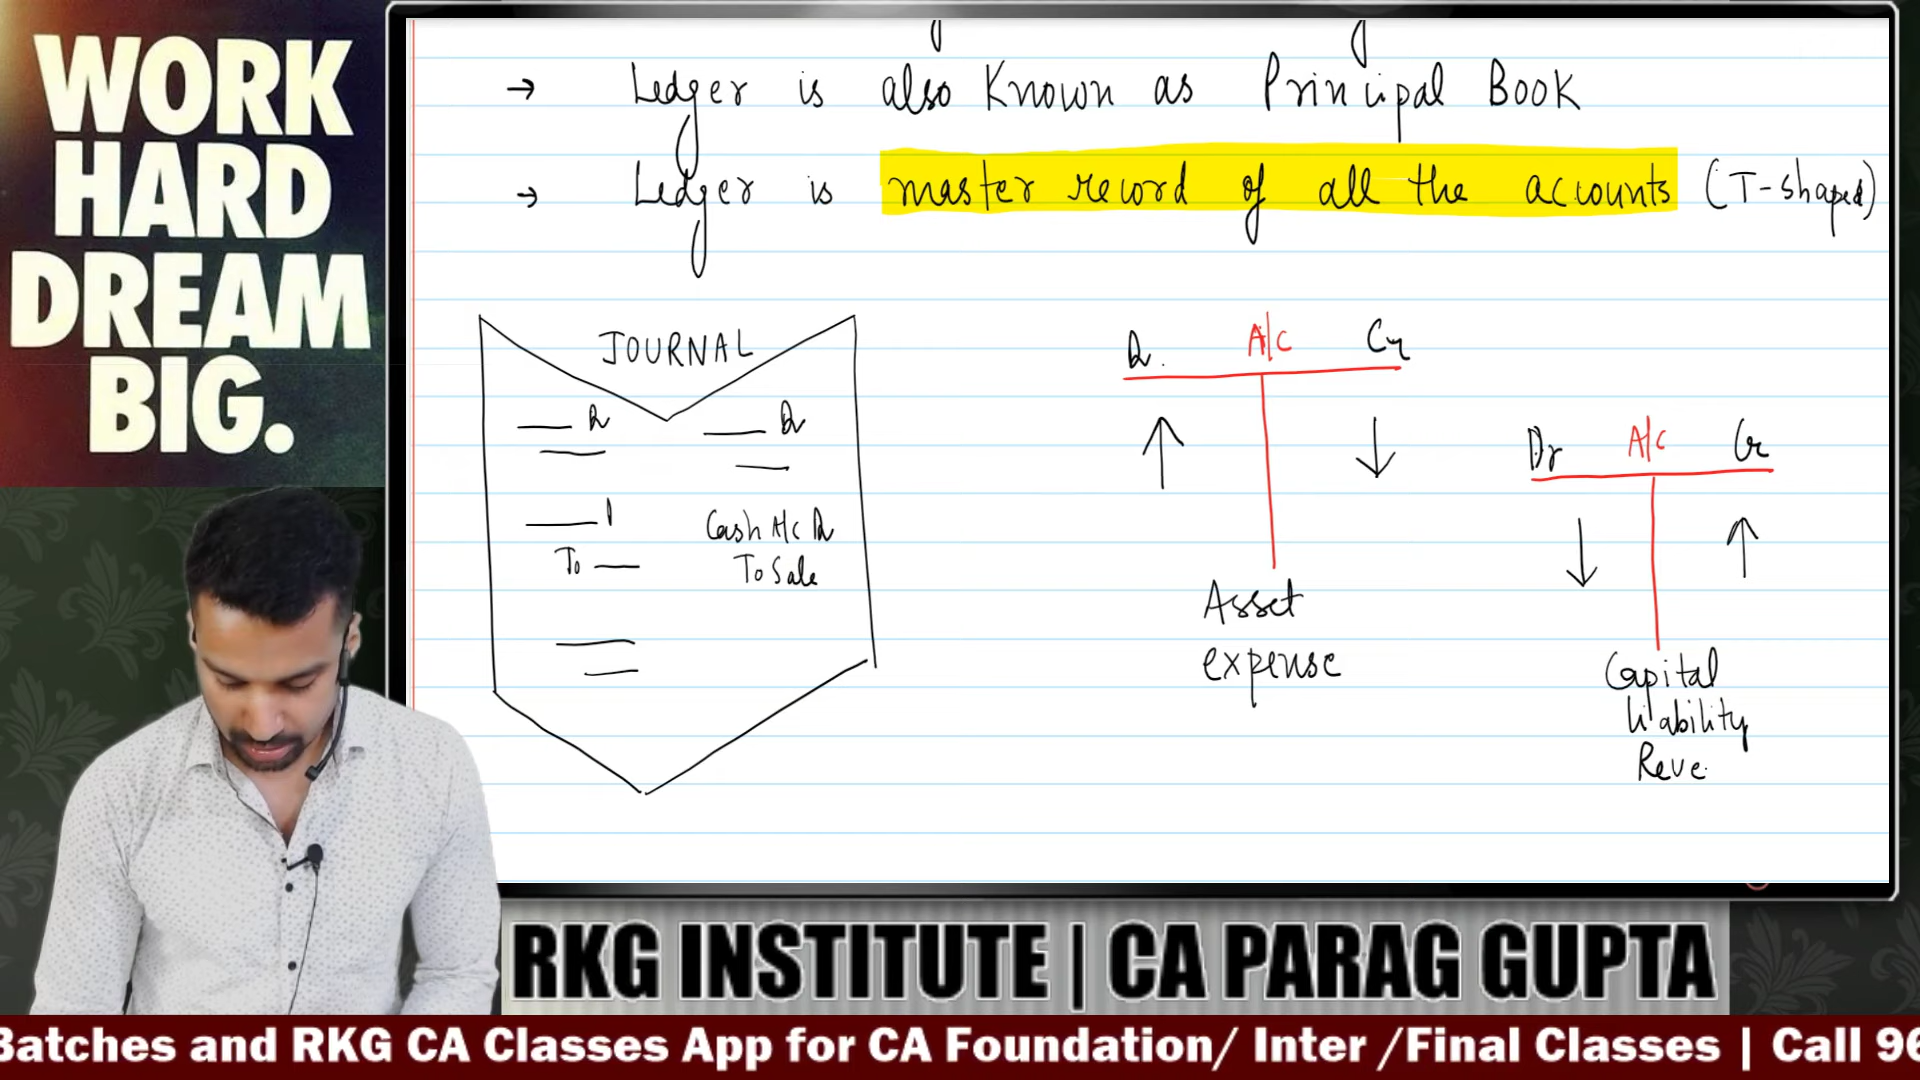 WORK
HARD
DREAM
BIG.
→ Ledger is also Known as Principal Book
→ Ledger is master record of all the accounts (T-shaped)
JOURNAL
Dr
Dr
To
Cash A/c Dr
To Sale
Dr. A/c Cr
↑ ↓
Asset
expense
Dr A/c Cr
↓ ↑
Capital
liability
Reve.
RKG INSTITUTE | CA PARAG GUPTA
Batches and RKG CA Classes App for CA Foundation/ Inter /Final Classes | Call 96